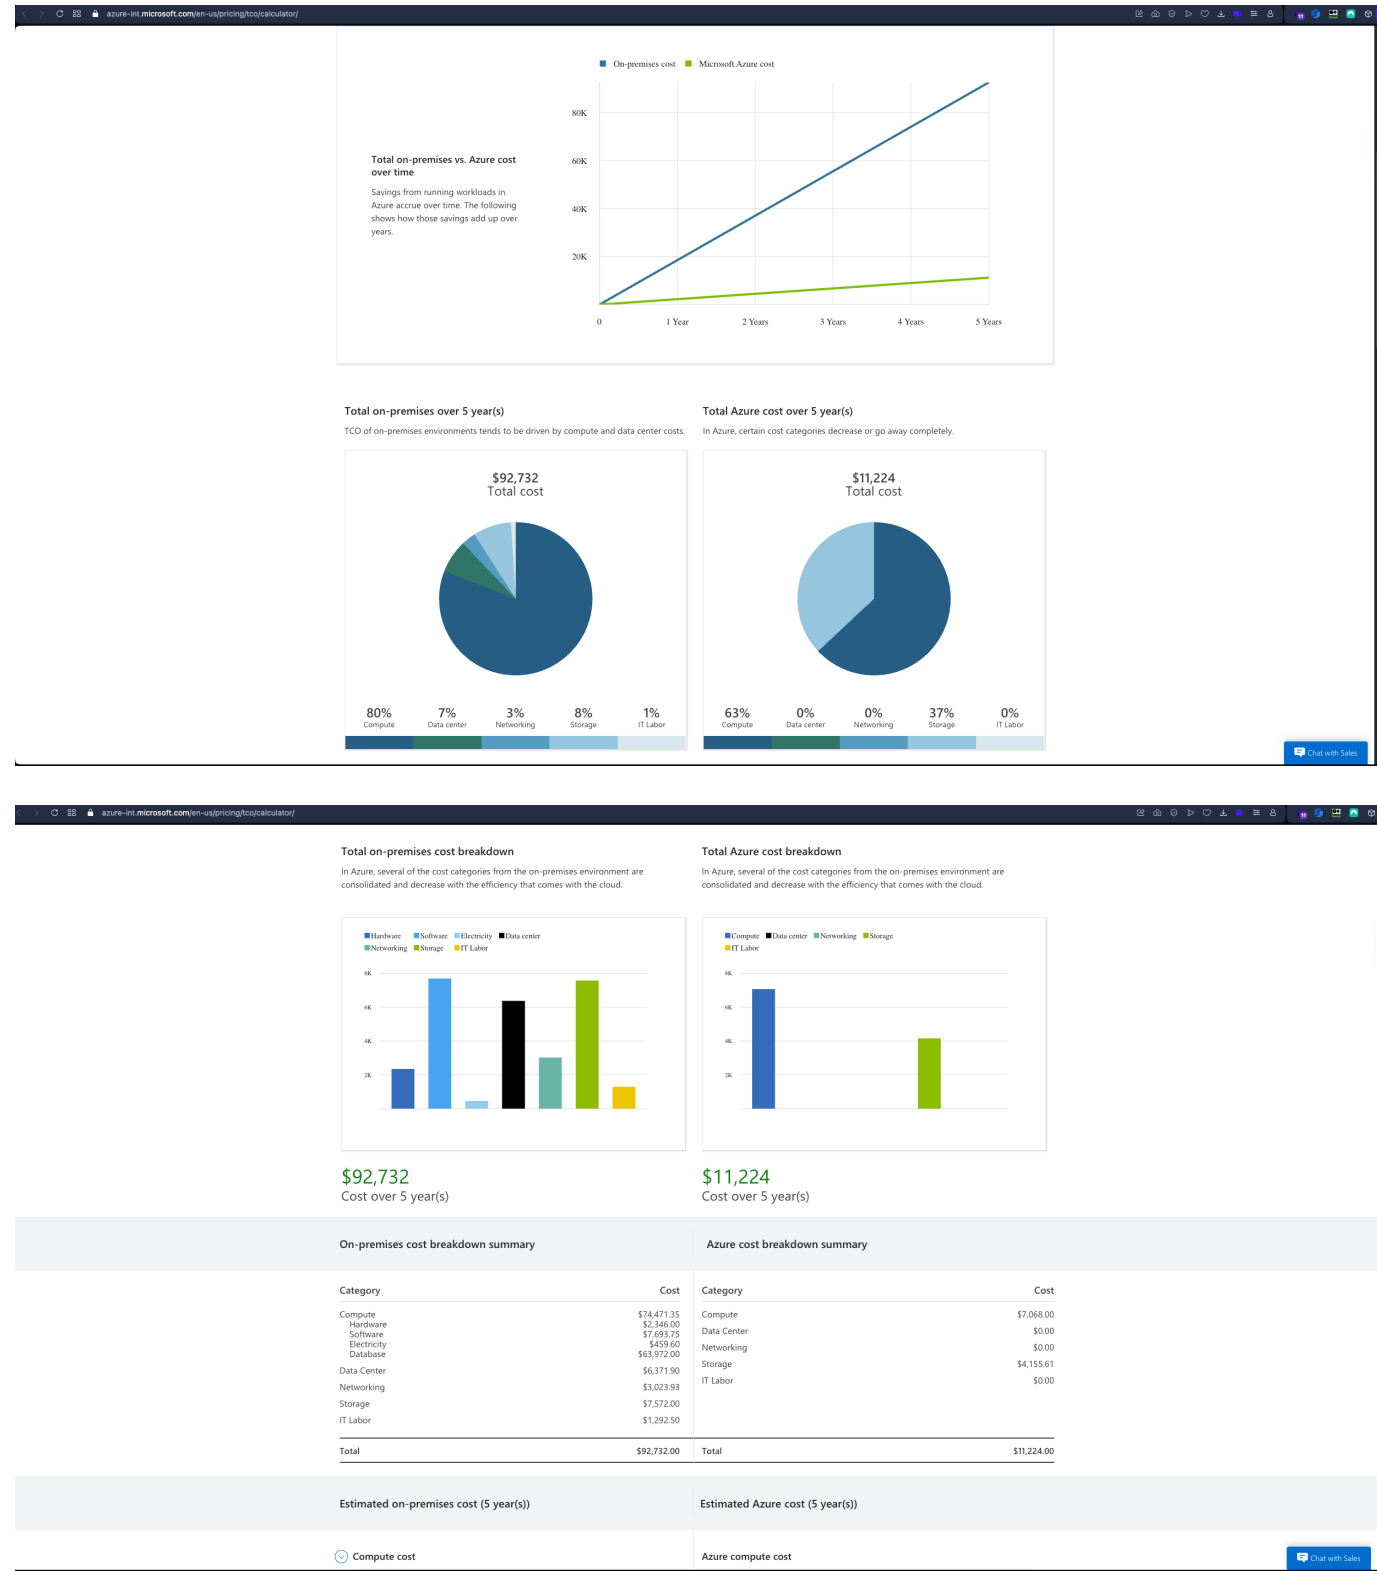 azure-int.microsoft.com/en-us/pricing/tco/calculator/
11
On-premises cost
Microsoft Azure cost
Total on-premises vs. Azure cost
over time
Savings from running workloads in
Azure accrue over time. The following
shows how those savings add up over
years.
80K
60K
40K
20K
0
1 Year
2 Years
3 Years
4 Years
5 Years
Total on-premises over 5 year(s)
TCO of on-premises environments tends to be driven by compute and data center costs.
$92,732
Total cost
80%
7%
3%
8%
1%
Compute
Data center
Networking
Storage
IT Labor
Total Azure cost over 5 year(s)
In Azure, certain cost categories decrease or go away completely.
$11,224
Total cost
63%
0%
0%
37%
0%
Compute
Data center
Networking
Storage
IT Labor
Chat with Sales
azure-int.microsoft.com/en-us/pricing/tco/calculator/
11
Total on-premises cost breakdown
In Azure, several of the cost categories from the on-premises environment are
consolidated and decrease with the efficiency that comes with the cloud.
Hardware Software Electricity Data center
Networking Storage IT Labor
8K
6K
4K
2K
$92,732
Cost over 5 year(s)
Total Azure cost breakdown
In Azure, several of the cost categories from the on-premises environment are
consolidated and decrease with the efficiency that comes with the cloud.
Compute Data center Networking Storage
IT Labor
8K
6K
4K
2K
$11,224
Cost over 5 year(s)
On-premises cost breakdown summary
Category Cost
Compute $74,471.35
Hardware $2,346.00
Software $7,693.75
Electricity $459.60
Database $63,972.00
Data Center $6,371.90
Networking $3,023.93
Storage $7,572.00
IT Labor $1,292.50
Total $92,732.00
Azure cost breakdown summary
Category Cost
Compute $7,068.00
Data Center $0.00
Networking $0.00
Storage $4,155.61
IT Labor $0.00
Total $11,224.00
Estimated on-premises cost (5 year(s))
Estimated Azure cost (5 year(s))
Compute cost
Azure compute cost
Chat with Sales